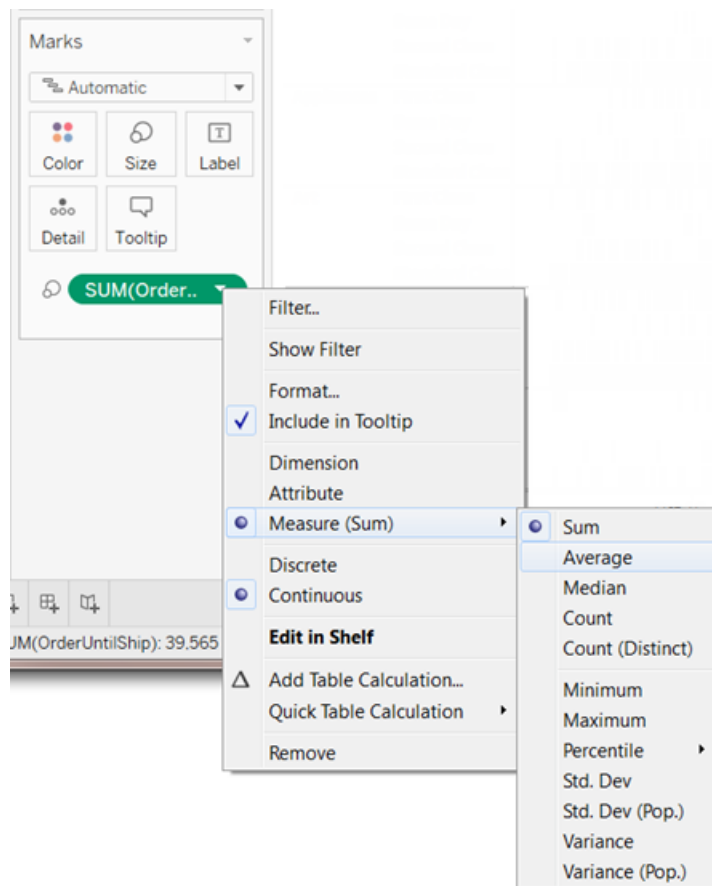 Marks
Automatic
Color
Size
T
Label
Detail
Tooltip
SUM(Order..
Filter...
Show Filter
Format...
Include in Tooltip
Dimension
Attribute
Measure (Sum)
Discrete
Continuous
Edit in Shelf
Add Table Calculation...
Quick Table Calculation
Remove
Sum
Average
Median
Count
Count (Distinct)
Minimum
Maximum
Percentile
Std. Dev
Std. Dev (Pop.)
Variance
Variance (Pop.)
UM(OrderUntilShip): 39,565